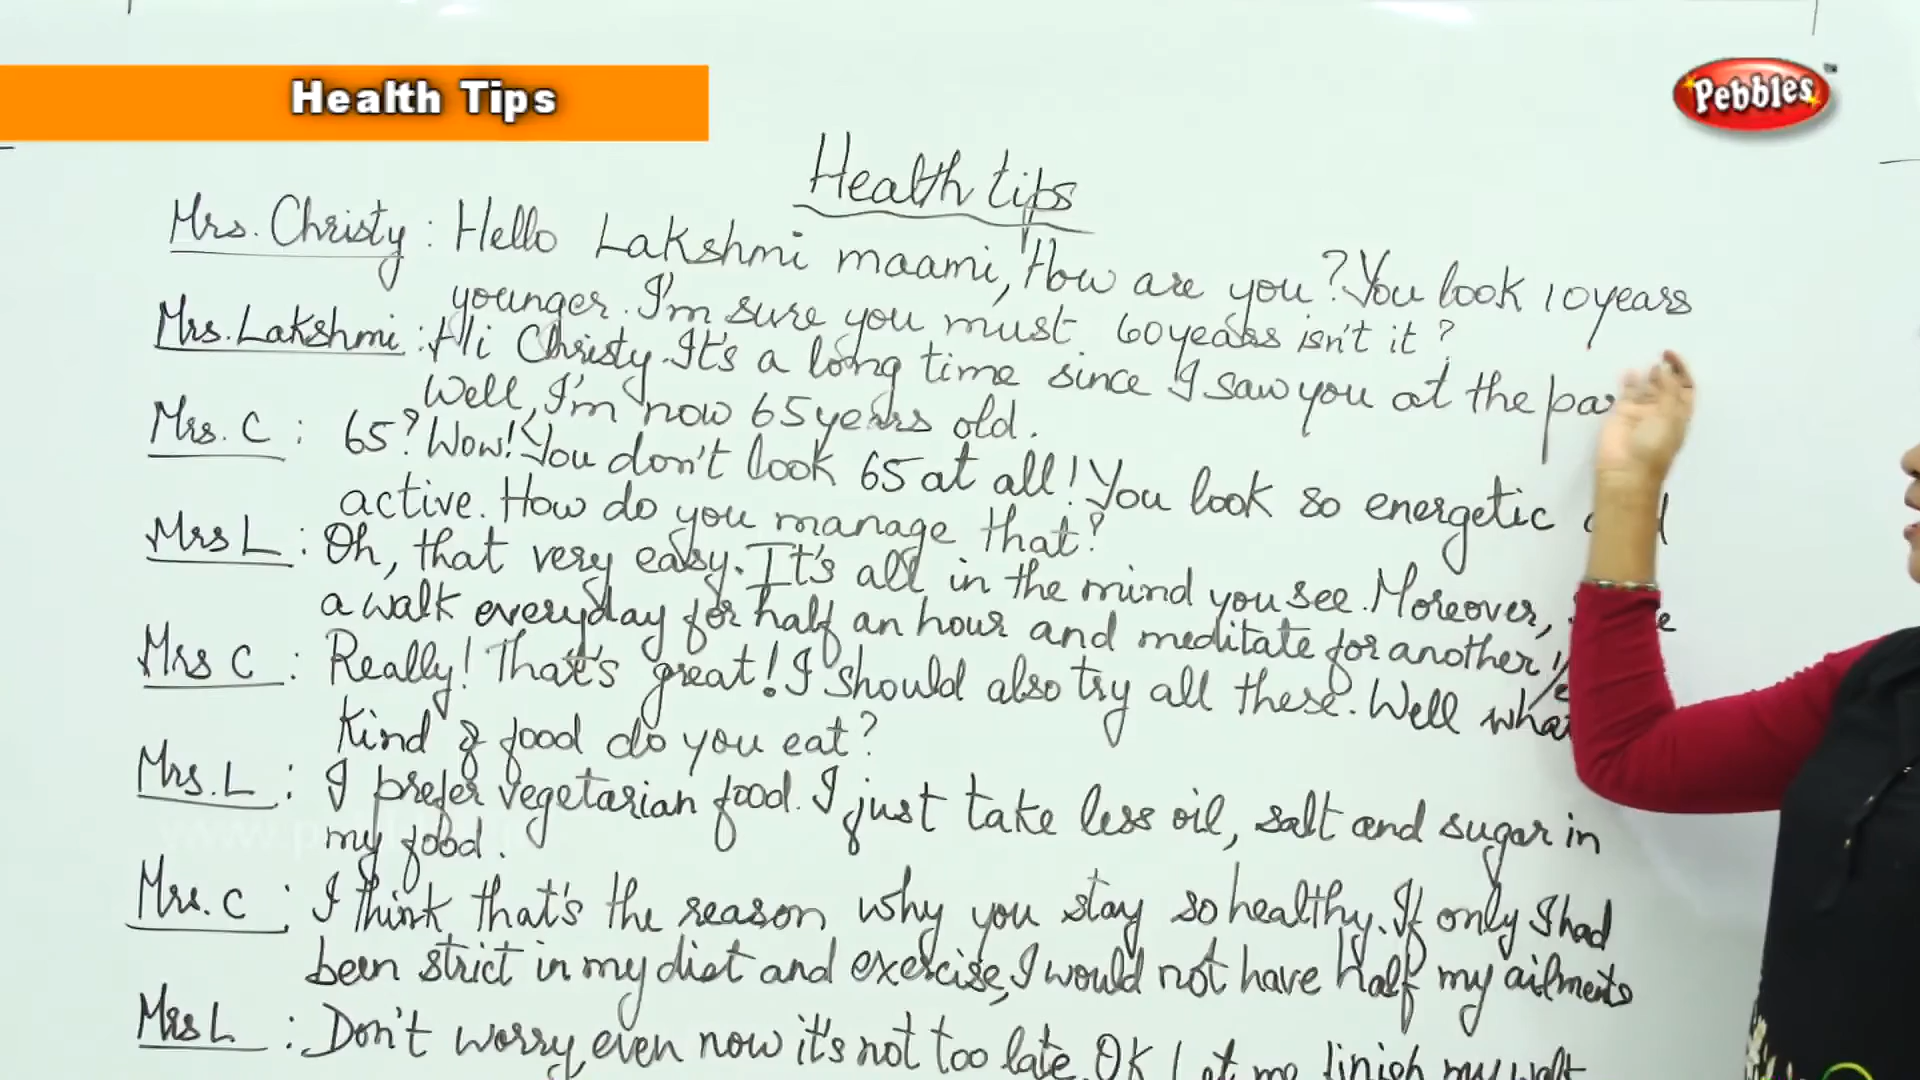 Health Tips
Pebbles
Health tips
Mrs. Christy : Hello Lakshmi maami, How are you? You look 10 years
younger. I'm sure you must 60 years isn't it?
Mrs. Lakshmi : Hi Christy. It's a long time since I saw you at the
Well, I'm now 65 years old.
Mrs. C : 65? Wow! You don't look 65 at all! You look so energetic
active. How do you manage that?
Mrs L : Oh, that very easy. It's all in the mind you see. Moreover,
a walk everyday for half an hour and meditate for another
Mrs C : Really! That's great! I should also try all these. Well what
kind of food do you eat?
Mrs. L : I prefer vegetarian food. I just take less oil, salt and sugar in
my food.
Mrs. C : I think that's the reason why you stay so healthy. If only I had
been strict in my diet and exercise, I would not have half my ailments
Mrs L : Don't worry, even now it's not too late. OK Let me finish my walk